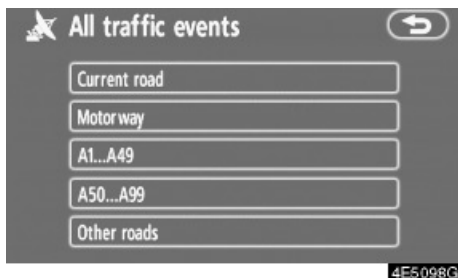 All traffic events
Current road
Motorway
A1...A49
A50...A99
Other roads
4E5098G